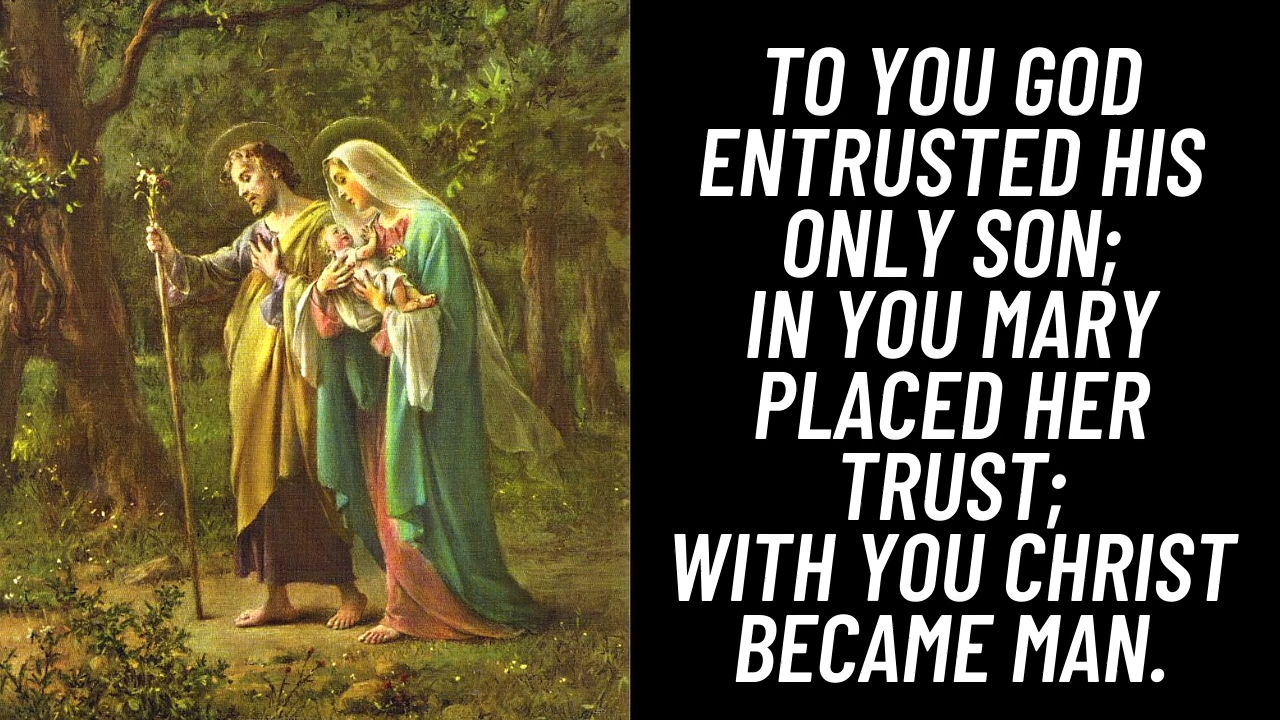 TO YOU GOD
ENTRUSTED HIS
ONLY SON;
IN YOU MARY
PLACED HER
TRUST;
WITH YOU CHRIST
BECAME MAN.